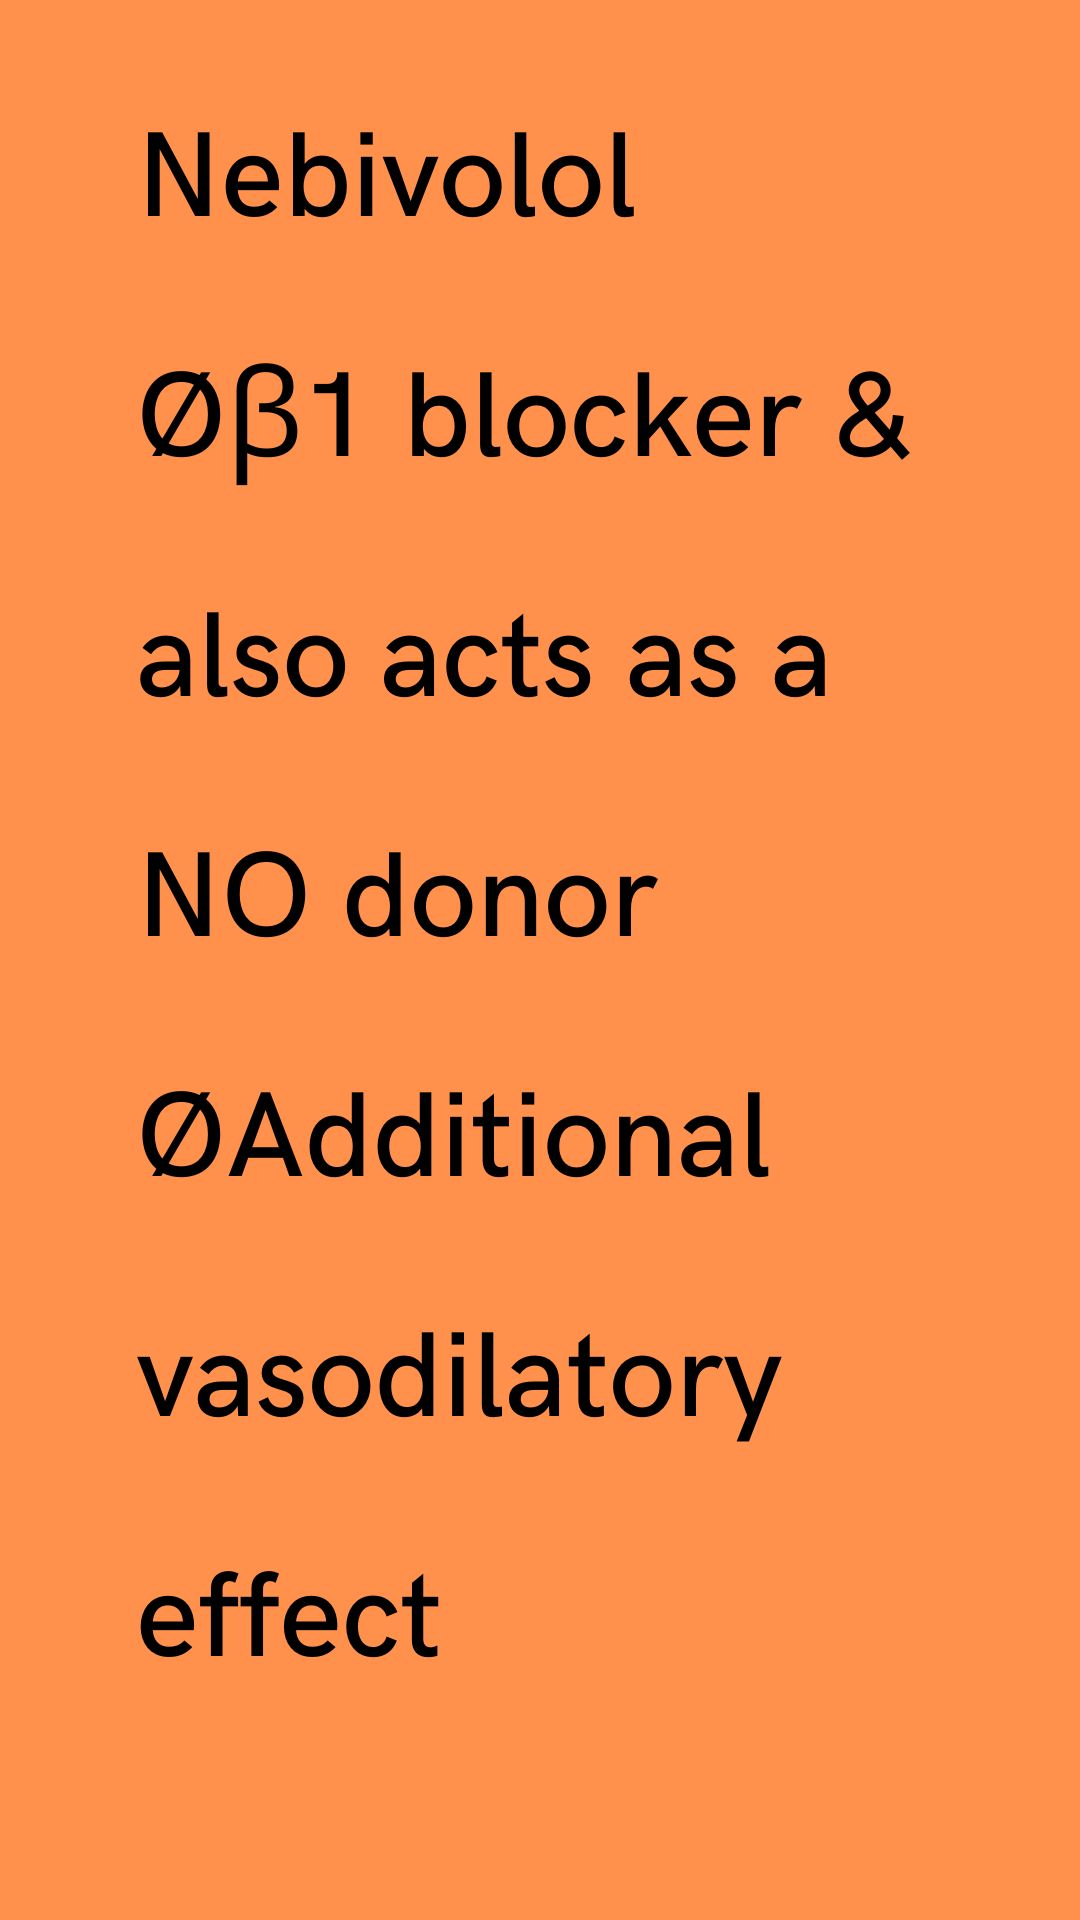 Nebivolol
Øβ1 blocker &
also acts as a
NO donor
ØAdditional
vasodilatory
effect